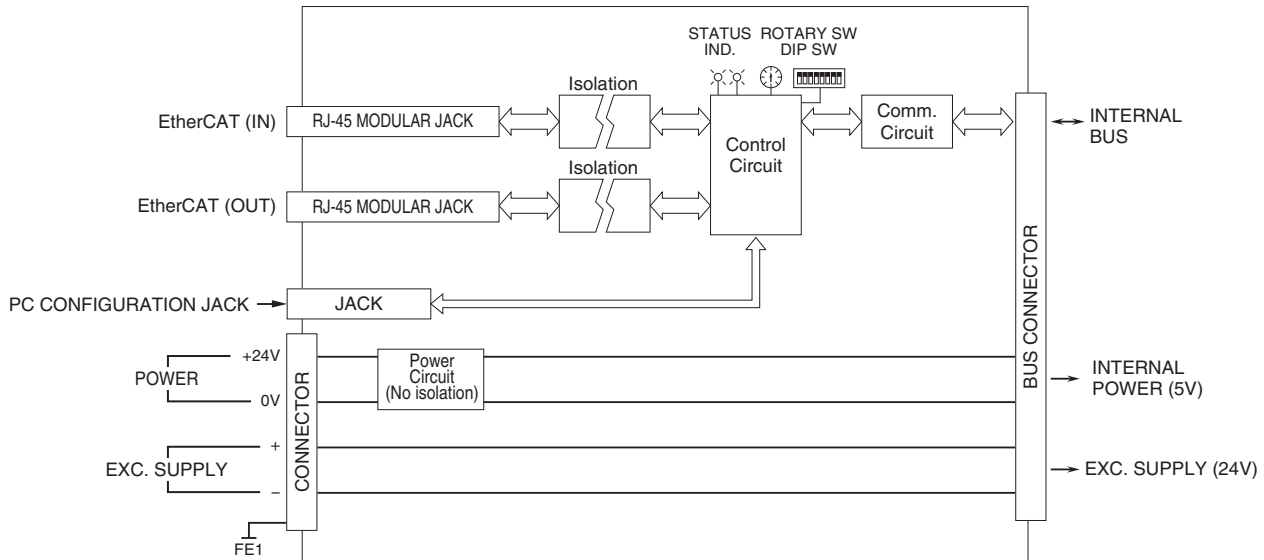 STATUS
IND.
ROTARY SW
DIP SW
Isolation
EtherCAT (IN)
RJ-45 MODULAR JACK
Control
Circuit
Comm.
Circuit
INTERNAL
BUS
Isolation
EtherCAT (OUT)
RJ-45 MODULAR JACK
PC CONFIGURATION JACK
JACK
BUS CONNECTOR
CONNECTOR
+24V
POWER
0V
Power
Circuit
(No isolation)
INTERNAL
POWER (5V)
+
EXC. SUPPLY
−
EXC. SUPPLY (24V)
FE1